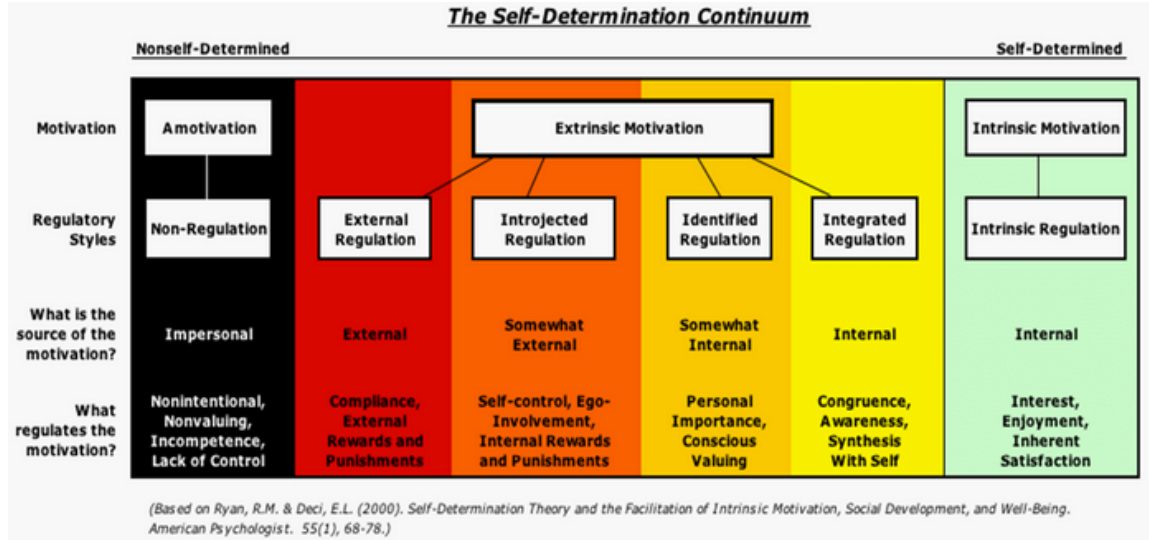 The Self-Determination Continuum
Nonself-Determined
Self-Determined
Motivation
Amotivation
Extrinsic Motivation
Intrinsic Motivation
Regulatory
Styles
Non-Regulation
External
Regulation
Introjected
Regulation
Identified
Regulation
Integrated
Regulation
Intrinsic Regulation
What is the
source of the
motivation?
Impersonal
External
Somewhat
External
Somewhat
Internal
Internal
Internal
What
regulates the
motivation?
Nonintentional,
Nonvaluing,
Incompetence,
Lack of Control
Compliance,
External
Rewards and
Punishments
Self-control, Ego-
Involvement,
Internal Rewards
and Punishments
Personal
Importance,
Conscious
Valuing
Congruence,
Awareness,
Synthesis
With Self
Interest,
Enjoyment,
Inherent
Satisfaction
(Based on Ryan, R.M. & Deci, E.L. (2000). Self-Determination Theory and the Facilitation of Intrinsic Motivation, Social Development, and Well-Being.
American Psychologist. 55(1), 68-78.)